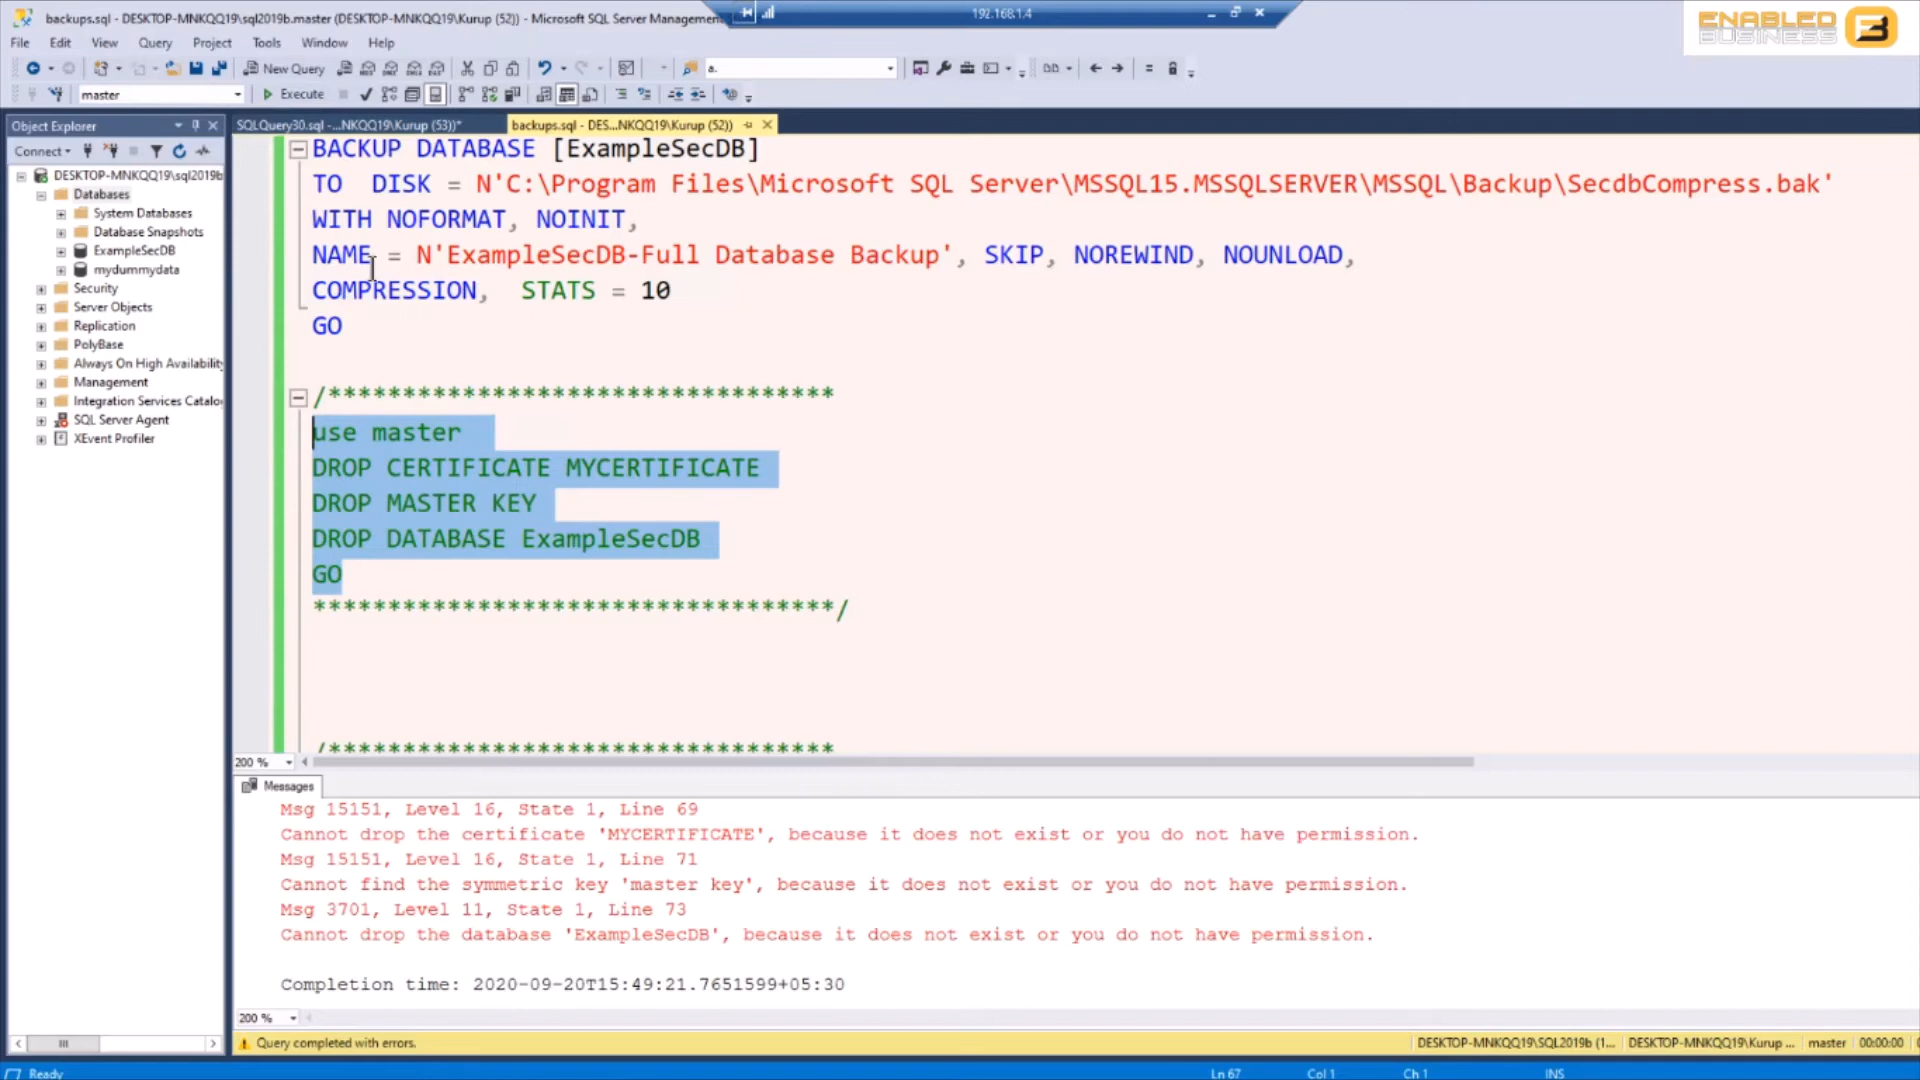 backups.sql - DESKTOP-MNKQQ19\sql2019b.master (DESKTOP-MNKQQ19\Kurup (52)) - Microsoft SQL Server Managemen
192.168.1.4
ENABLED
BUSINESS
File Edit View Query Project Tools Window Help
New Query
a.
master
Execute
Object Explorer
SQLQuery30.sql -...NKQQ19\Kurup (53))*
backups.sql - DES...NKQQ19\Kurup (52))
Connect
DESKTOP-MNKQQ19\sql2019b
Databases
System Databases
Database Snapshots
ExampleSecDB
mydummydata
Security
Server Objects
Replication
PolyBase
Always On High Availability
Management
Integration Services Catalo
SQL Server Agent
XEvent Profiler
BACKUP DATABASE [ExampleSecDB]
TO  DISK = N'C:\Program Files\Microsoft SQL Server\MSSQL15.MSSQLSERVER\MSSQL\Backup\SecdbCompress.bak'
WITH NOFORMAT, NOINIT,
NAME = N'ExampleSecDB-Full Database Backup', SKIP, NOREWIND, NOUNLOAD,
COMPRESSION,  STATS = 10
GO
/**********************************
use master
DROP CERTIFICATE MYCERTIFICATE
DROP MASTER KEY
DROP DATABASE ExampleSecDB
GO
***********************************/
/**********************************
200 %
Messages
Msg 15151, Level 16, State 1, Line 69
Cannot drop the certificate 'MYCERTIFICATE', because it does not exist or you do not have permission.
Msg 15151, Level 16, State 1, Line 71
Cannot find the symmetric key 'master key', because it does not exist or you do not have permission.
Msg 3701, Level 11, State 1, Line 73
Cannot drop the database 'ExampleSecDB', because it does not exist or you do not have permission.
Completion time: 2020-09-20T15:49:21.7651599+05:30
200 %
Query completed with errors.
DESKTOP-MNKQQ19\SQL2019b (1... DESKTOP-MNKQQ19\Kurup ... master 00:00:00
Ready
Ln 67 Col 1 Ch 1 INS